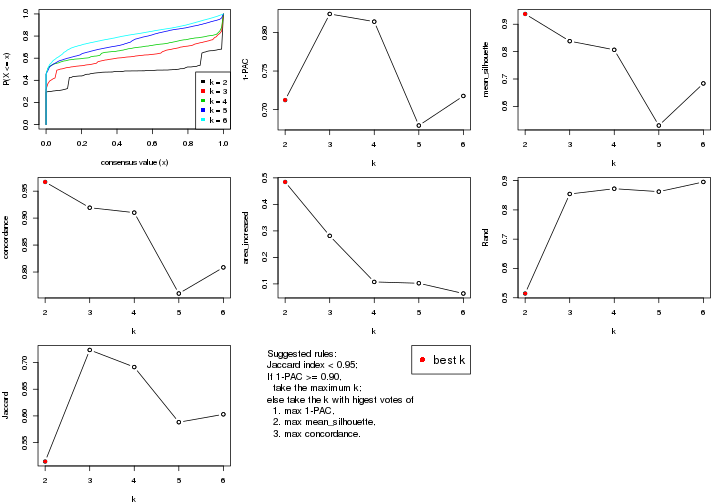 P(X <= x)
1.0
0.8
0.6
0.4
0.2
0.0
k = 2
k = 3
k = 4
k = 5
k = 6
0.0 0.2 0.4 0.6 0.8 1.0
consensus value (x)
1-PAC
0.80
0.75
0.70
2 3 4 5 6
k
mean_silhouette
0.9
0.8
0.7
0.6
2 3 4 5 6
k
concordance
0.95
0.90
0.85
0.80
2 3 4 5 6
k
area_increased
0.5
0.4
0.3
0.2
0.1
2 3 4 5 6
k
Rand
0.9
0.8
0.7
0.6
0.5
2 3 4 5 6
k
Jaccard
0.70
0.65
0.60
0.55
2 3 4 5 6
k
Suggested rules:
Jaccard index < 0.95;
If 1-PAC >= 0.90,
take the maximum k;
else take the k with higest votes of
1. max 1-PAC,
2. max mean_silhouette,
3. max concordance.
best k